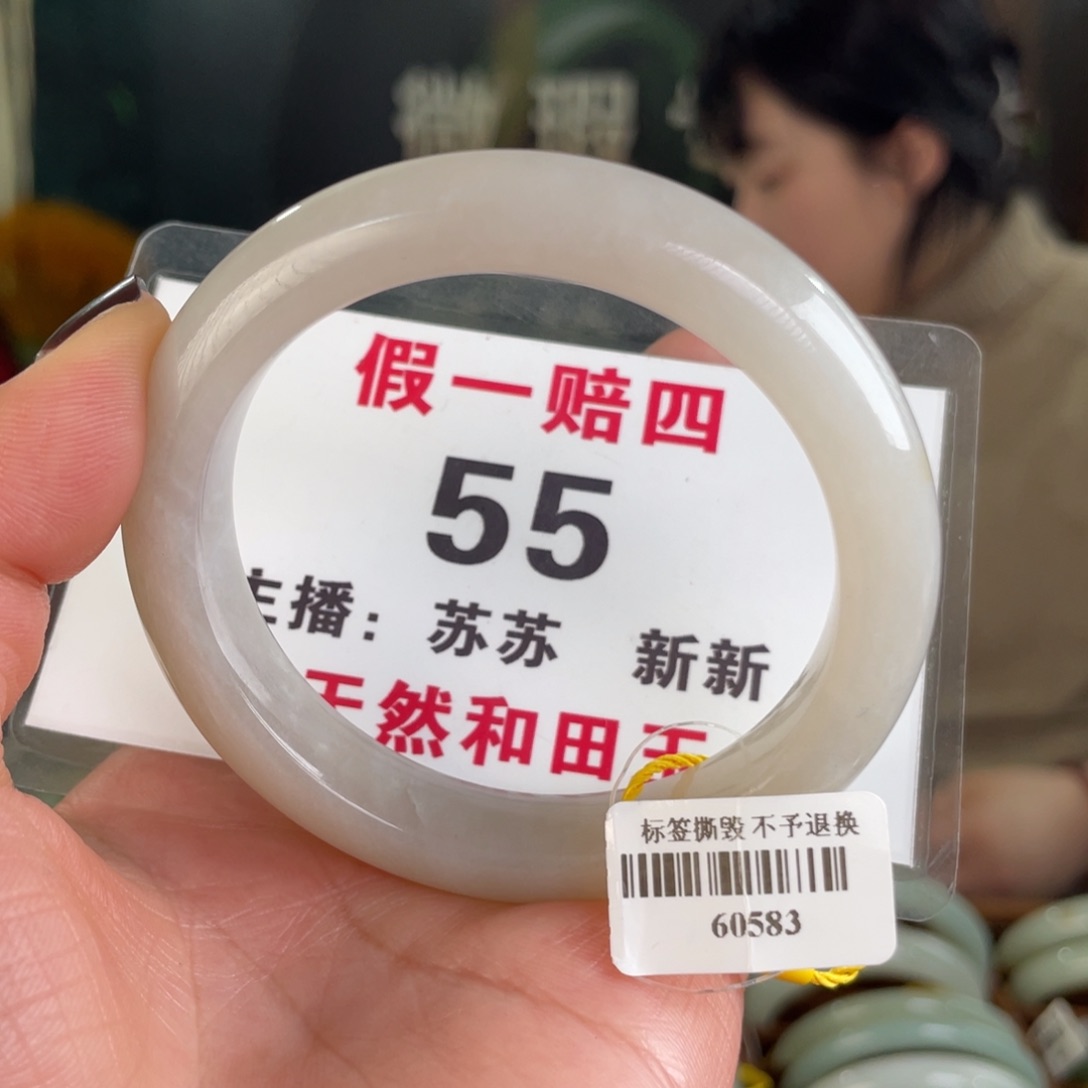 假一赔四
55
主播：苏苏 新新
天然和田玉
标签撕毁 不予退换
60583